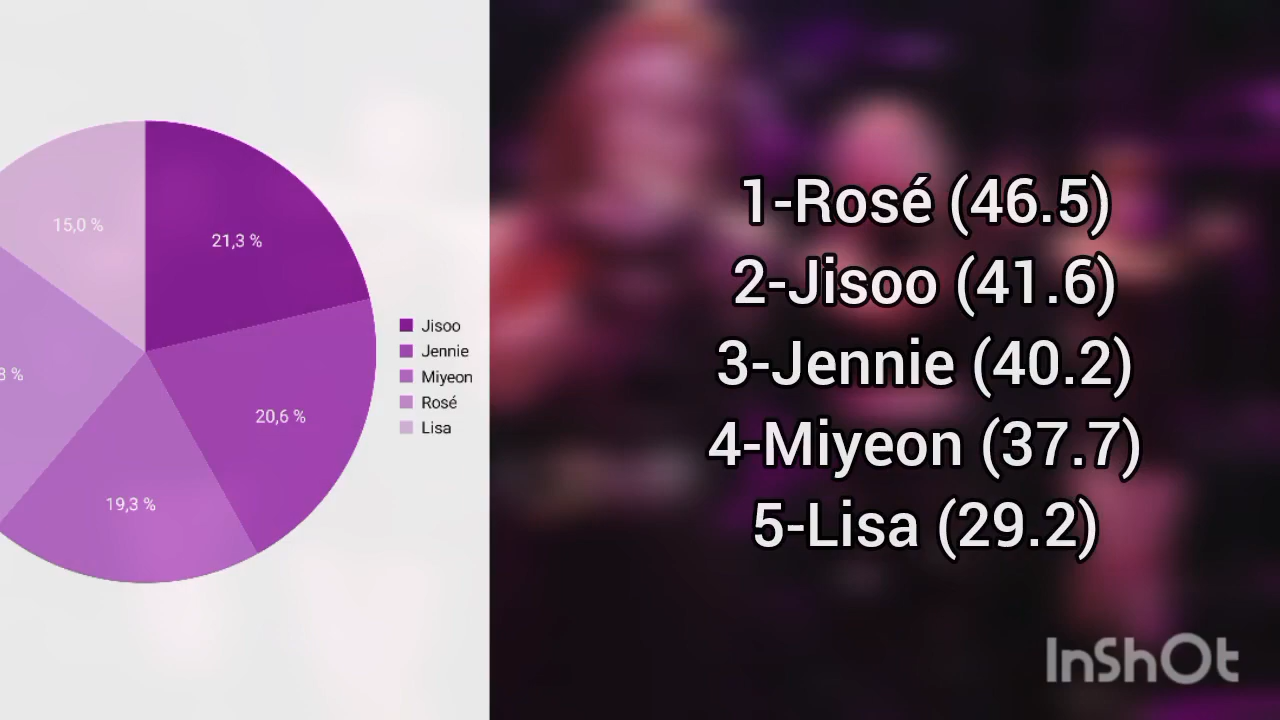 15,0 %
21,3 %
8 %
20,6 %
19,3 %
Jisoo
Jennie
Miyeon
Rosé
Lisa
1-Rosé (46.5)
2-Jisoo (41.6)
3-Jennie (40.2)
4-Miyeon (37.7)
5-Lisa (29.2)
InShOt